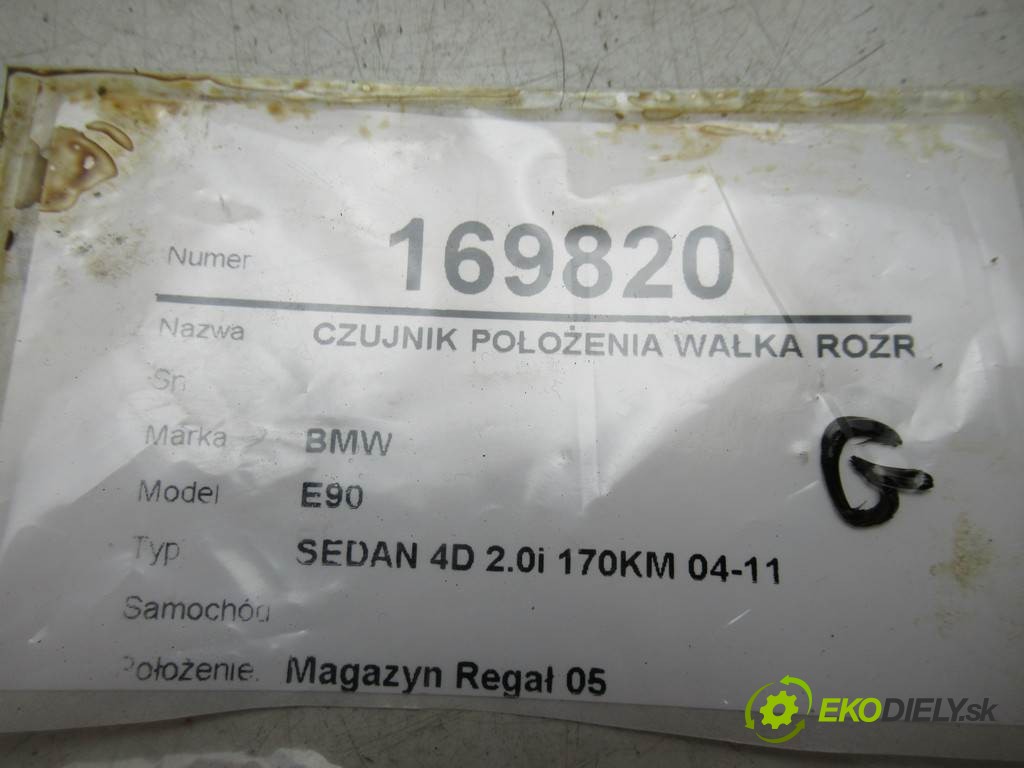 Numer 169820
Nazwa CZUJNIK POŁOŻENIA WAŁKA ROZR
Sn
Marka BMW
Model E90
Typ SEDAN 4D 2.0i 170KM 04-11
Samochód
Położenie. Magazyn Regał 05
G
EKODIELY.sk